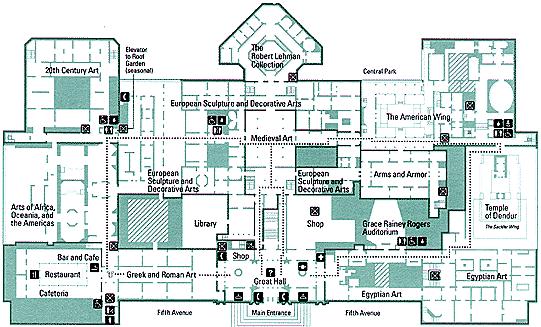 Elevator
to Roof
Garden
(seasonal)
20th Century Art
The
Robert Lehman
Collection
Central Park
European Sculpture and Decorative Arts
The American Wing
Medieval Art
European
Sculpture and
Decorative Arts
European
Sculpture and
Decorative Arts
Arms and Armor
Arts of Africa,
Oceania, and
the Americas
Library
Shop
Grace Rainey Rogers
Auditorium
Temple
of Dendur
The Sackler Wing
Bar and Cafe
Restaurant
Cafeteria
Shop
Greek and Roman Art
?
Great Hall
Egyptian Art
Egyptian Art
Fifth Avenue
Main Entrance
Fifth Avenue